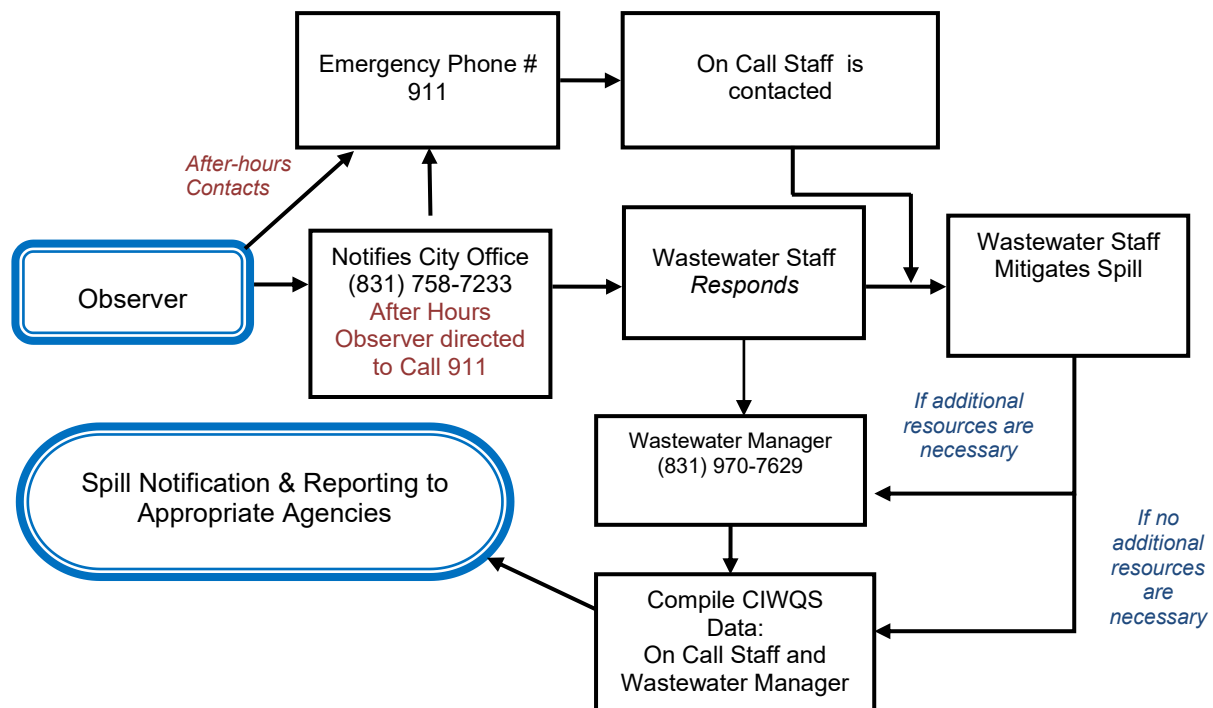 Emergency Phone #
911
On Call Staff is
contacted
After-hours
Contacts
Observer
Notifies City Office
(831) 758-7233
After Hours
Observer directed
to Call 911
Wastewater Staff
Responds
Wastewater Staff
Mitigates Spill
If additional
resources are
necessary
Wastewater Manager
(831) 970-7629
Spill Notification & Reporting to
Appropriate Agencies
If no
additional
resources
are
necessary
Compile CIWQS
Data:
On Call Staff and
Wastewater Manager